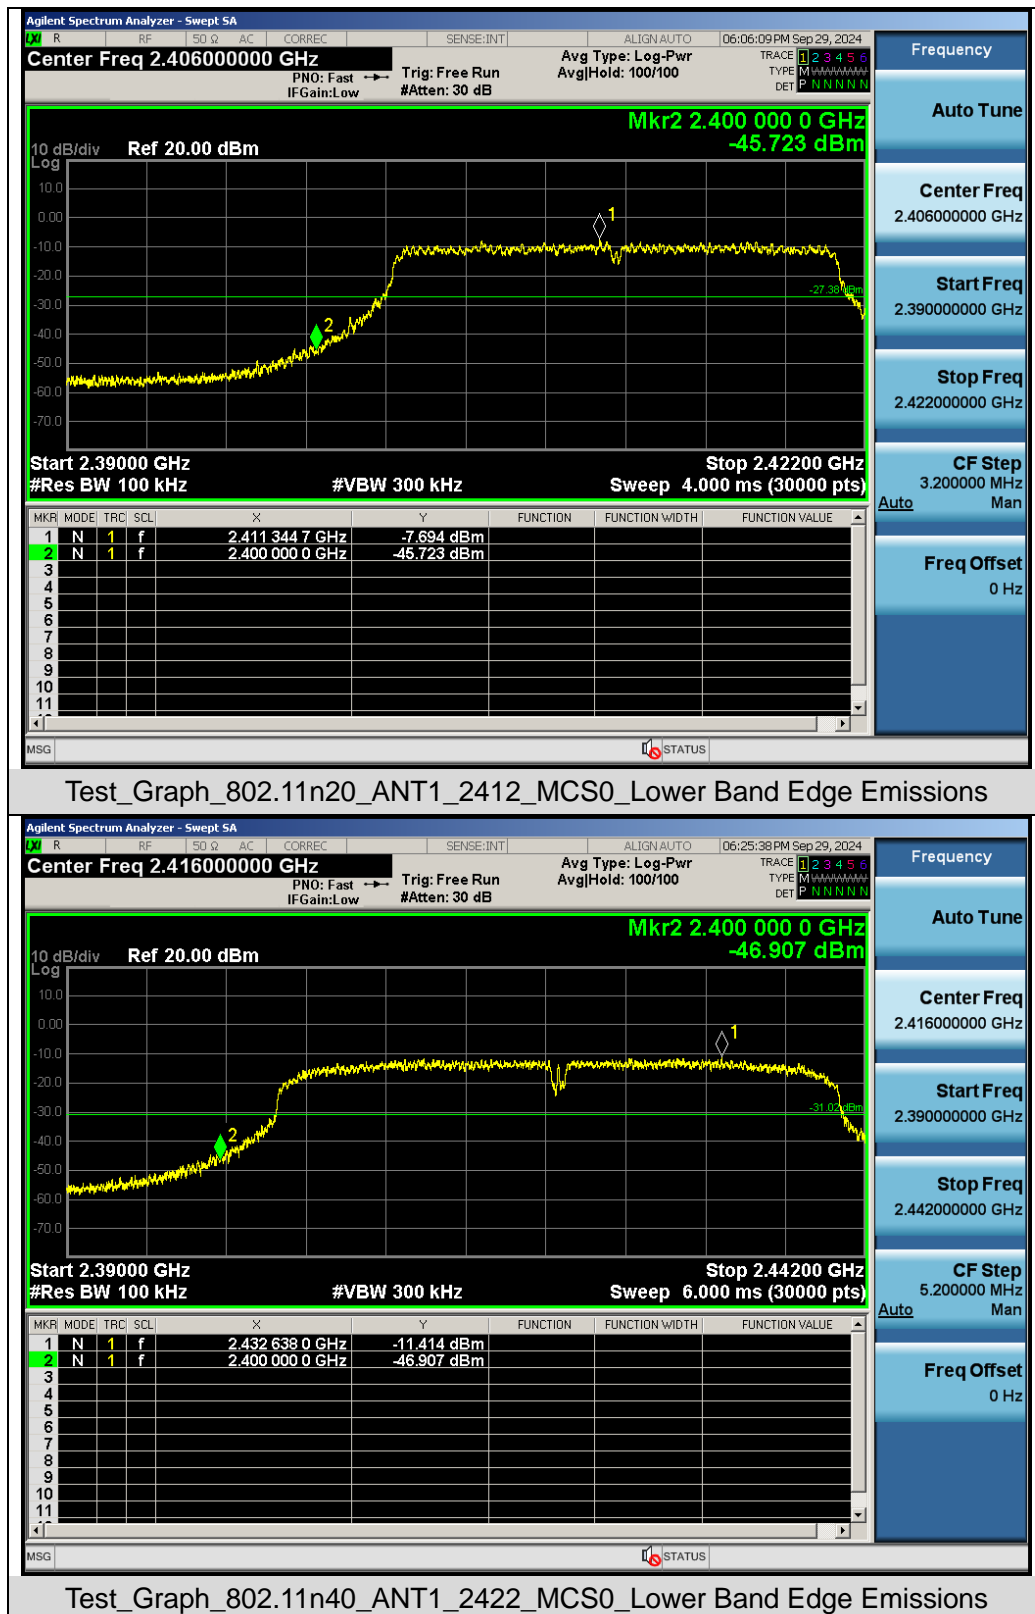 Agilent Spectrum Analyzer - Swept SA
LXI R RF 50 Ω AC CORREC SENSE:INT ALIGN AUTO 06:06:09 PM Sep 29, 2024
Center Freq 2.406000000 GHz
PNO: Fast
IFGain:Low
Trig: Free Run
#Atten: 30 dB
Avg Type: Log-Pwr
Avg|Hold: 100/100
TRACE 1 2 3 4 5 6
TYPE M WWWWW
DET P N N N N N
Mkr2 2.400 000 0 GHz
-45.723 dBm
10 dB/div Ref 20.00 dBm
Log
10.0
0.00
-10.0
-20.0
-30.0
-40.0
-50.0
-60.0
-70.0
1
2
-27.38 dBm
Start 2.39000 GHz Stop 2.42200 GHz
#Res BW 100 kHz #VBW 300 kHz Sweep 4.000 ms (30000 pts)
MKR MODE TRC SCL X Y FUNCTION FUNCTION WIDTH FUNCTION VALUE
1 N 1 f 2.411 344 7 GHz -7.694 dBm
2 N 1 f 2.400 000 0 GHz -45.723 dBm
3
4
5
6
7
8
9
10
11
MSG STATUS
Frequency
Auto Tune
Center Freq
2.406000000 GHz
Start Freq
2.390000000 GHz
Stop Freq
2.422000000 GHz
CF Step
3.200000 MHz
Auto Man
Freq Offset
0 Hz
Test_Graph_802.11n20_ANT1_2412_MCS0_Lower Band Edge Emissions
Agilent Spectrum Analyzer - Swept SA
LXI R RF 50 Ω AC CORREC SENSE:INT ALIGN AUTO 06:25:38 PM Sep 29, 2024
Center Freq 2.416000000 GHz
PNO: Fast
IFGain:Low
Trig: Free Run
#Atten: 30 dB
Avg Type: Log-Pwr
Avg|Hold: 100/100
TRACE 1 2 3 4 5 6
TYPE M WWWWW
DET P N N N N N
Mkr2 2.400 000 0 GHz
-46.907 dBm
10 dB/div Ref 20.00 dBm
Log
10.0
0.00
-10.0
-20.0
-30.0
-40.0
-50.0
-60.0
-70.0
1
2
-31.02 dBm
Start 2.39000 GHz Stop 2.44200 GHz
#Res BW 100 kHz #VBW 300 kHz Sweep 6.000 ms (30000 pts)
MKR MODE TRC SCL X Y FUNCTION FUNCTION WIDTH FUNCTION VALUE
1 N 1 f 2.432 638 0 GHz -11.414 dBm
2 N 1 f 2.400 000 0 GHz -46.907 dBm
3
4
5
6
7
8
9
10
11
MSG STATUS
Frequency
Auto Tune
Center Freq
2.416000000 GHz
Start Freq
2.390000000 GHz
Stop Freq
2.442000000 GHz
CF Step
5.200000 MHz
Auto Man
Freq Offset
0 Hz
Test_Graph_802.11n40_ANT1_2422_MCS0_Lower Band Edge Emissions